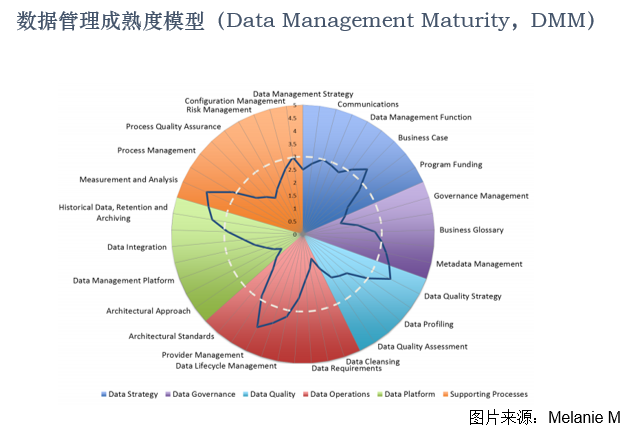 数据管理成熟度模型（Data Management Maturity，DMM）
Data Management Strategy
Communications
Data Management Function
Business Case
Program Funding
Governance Management
Business Glossary
Metadata Management
Data Quality Strategy
Data Profiling
Data Quality Assessment
Data Cleansing
Data Requirements
Data Lifecycle Management
Provider Management
Architectural Standards
Architectural Approach
Data Management Platform
Data Integration
Historical Data, Retention and
Archiving
Measurement and Analysis
Process Management
Process Quality Assurance
Risk Management
Configuration Management
5
4.5
4
3.5
3
2.5
2
1.5
1
0.5
0
Data Strategy
Data Governance
Data Quality
Data Operations
Data Platform
Supporting Processes
图片来源：Melanie M